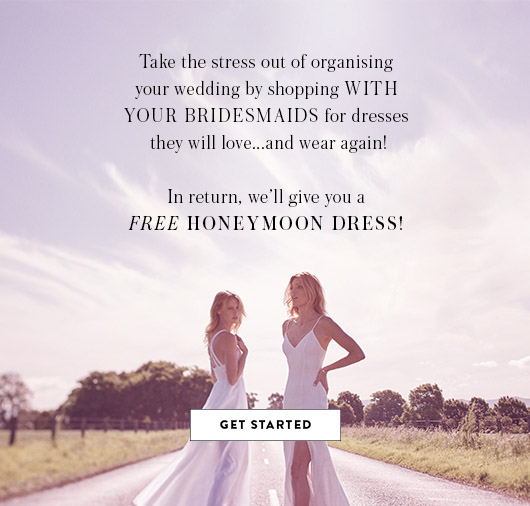 Take the stress out of organising
your wedding by shopping WITH
YOUR BRIDESMAIDS for dresses
they will love...and wear again!
In return, we'll give you a
FREE HONEYMOON DRESS!
GET STARTED